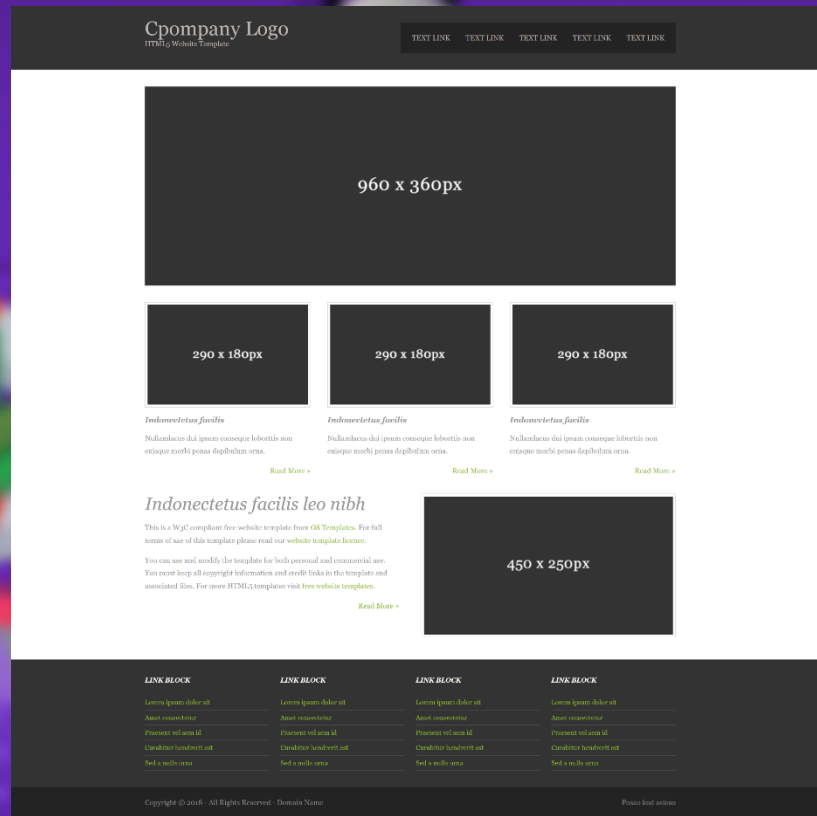 Cpompany Logo
HTML5 Website Template
TEXT LINK TEXT LINK TEXT LINK TEXT LINK TEXT LINK
960 x 360px
290 x 180px 290 x 180px 290 x 180px
Indonectetus facilis
Nullamlacus dui ipsum conseque loborttis non
euisque morbi penas dapibulum orna.
Read More »
Indonectetus facilis
Nullamlacus dui ipsum conseque loborttis non
euisque morbi penas dapibulum orna.
Read More »
Indonectetus facilis
Nullamlacus dui ipsum conseque loborttis non
euisque morbi penas dapibulum orna.
Read More »
Indonectetus facilis leo nibh
This is a W3C compliant free website template from OS Templates. For full
terms of use of this template please read our website template licence.
You can use and modify the template for both personal and commercial use.
You must keep all copyright information and credit links in the template and
associated files. For more HTML5 templates visit free website templates.
Read More »
450 x 250px
LINK BLOCK
Lorem ipsum dolor sit
Amet consectetur
Praesent vel sem id
Curabitur hendrerit est
Sed a nulla urna
LINK BLOCK
Lorem ipsum dolor sit
Amet consectetur
Praesent vel sem id
Curabitur hendrerit est
Sed a nulla urna
LINK BLOCK
Lorem ipsum dolor sit
Amet consectetur
Praesent vel sem id
Curabitur hendrerit est
Sed a nulla urna
LINK BLOCK
Lorem ipsum dolor sit
Amet consectetur
Praesent vel sem id
Curabitur hendrerit est
Sed a nulla urna
Copyright © 2018 - All Rights Reserved - Domain Name